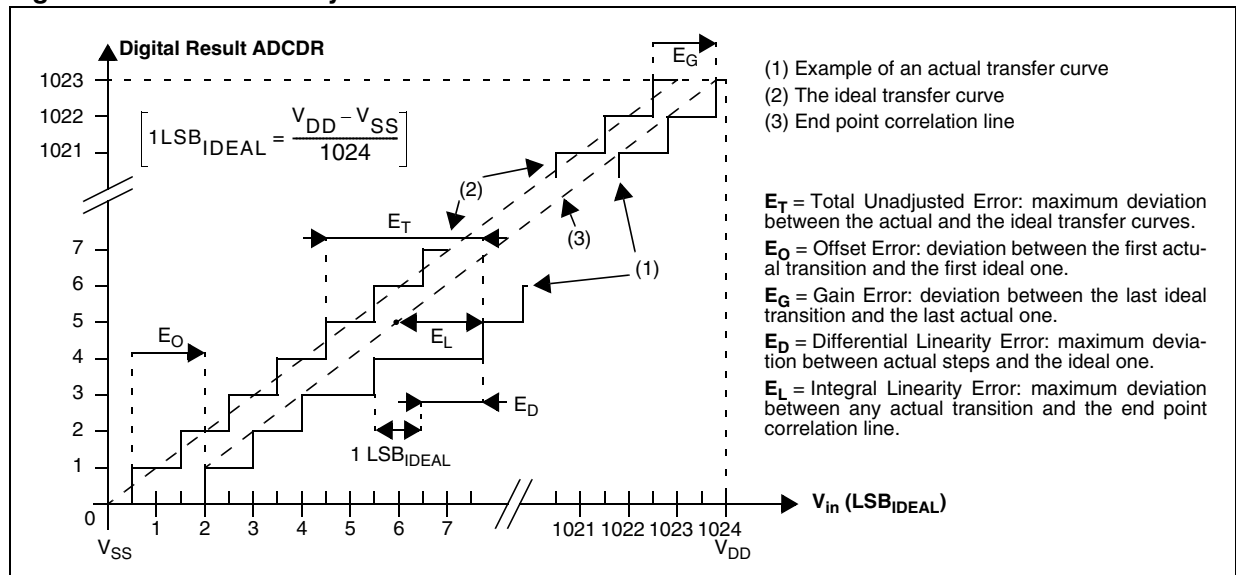 Digital Result ADCDR
1023
1022
1021
7
6
5
4
3
2
1
0
[1LSB_IDEAL = (V_DD – V_SS) / 1024]
E_G
(2)
E_T
(3)
(1)
E_O
E_L
E_D
1 LSB_IDEAL
1 2 3 4 5 6 7 1021 1022 1023 1024
V_in (LSB_IDEAL)
V_SS
V_DD
(1) Example of an actual transfer curve
(2) The ideal transfer curve
(3) End point correlation line
E_T = Total Unadjusted Error: maximum deviation
between the actual and the ideal transfer curves.
E_O = Offset Error: deviation between the first actu-
al transition and the first ideal one.
E_G = Gain Error: deviation between the last ideal
transition and the last actual one.
E_D = Differential Linearity Error: maximum devia-
tion between actual steps and the ideal one.
E_L = Integral Linearity Error: maximum deviation
between any actual transition and the end point
correlation line.